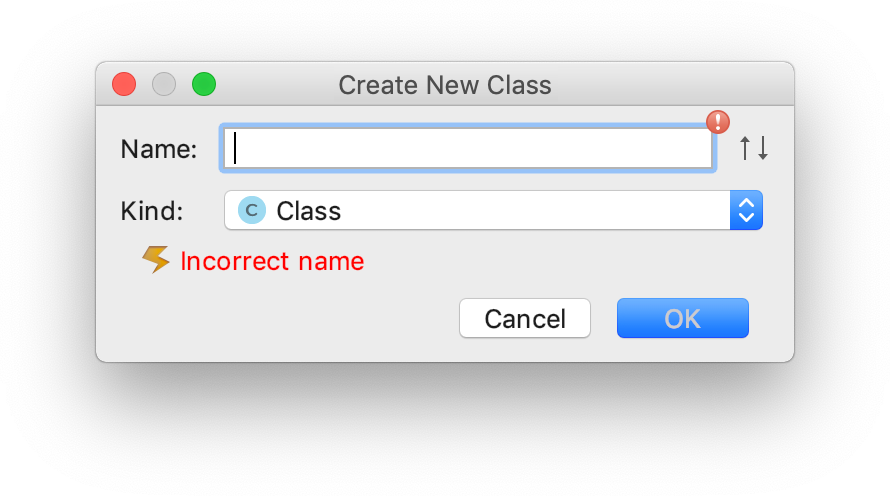 Create New Class
Name:
Kind: C Class
Incorrect name
Cancel OK